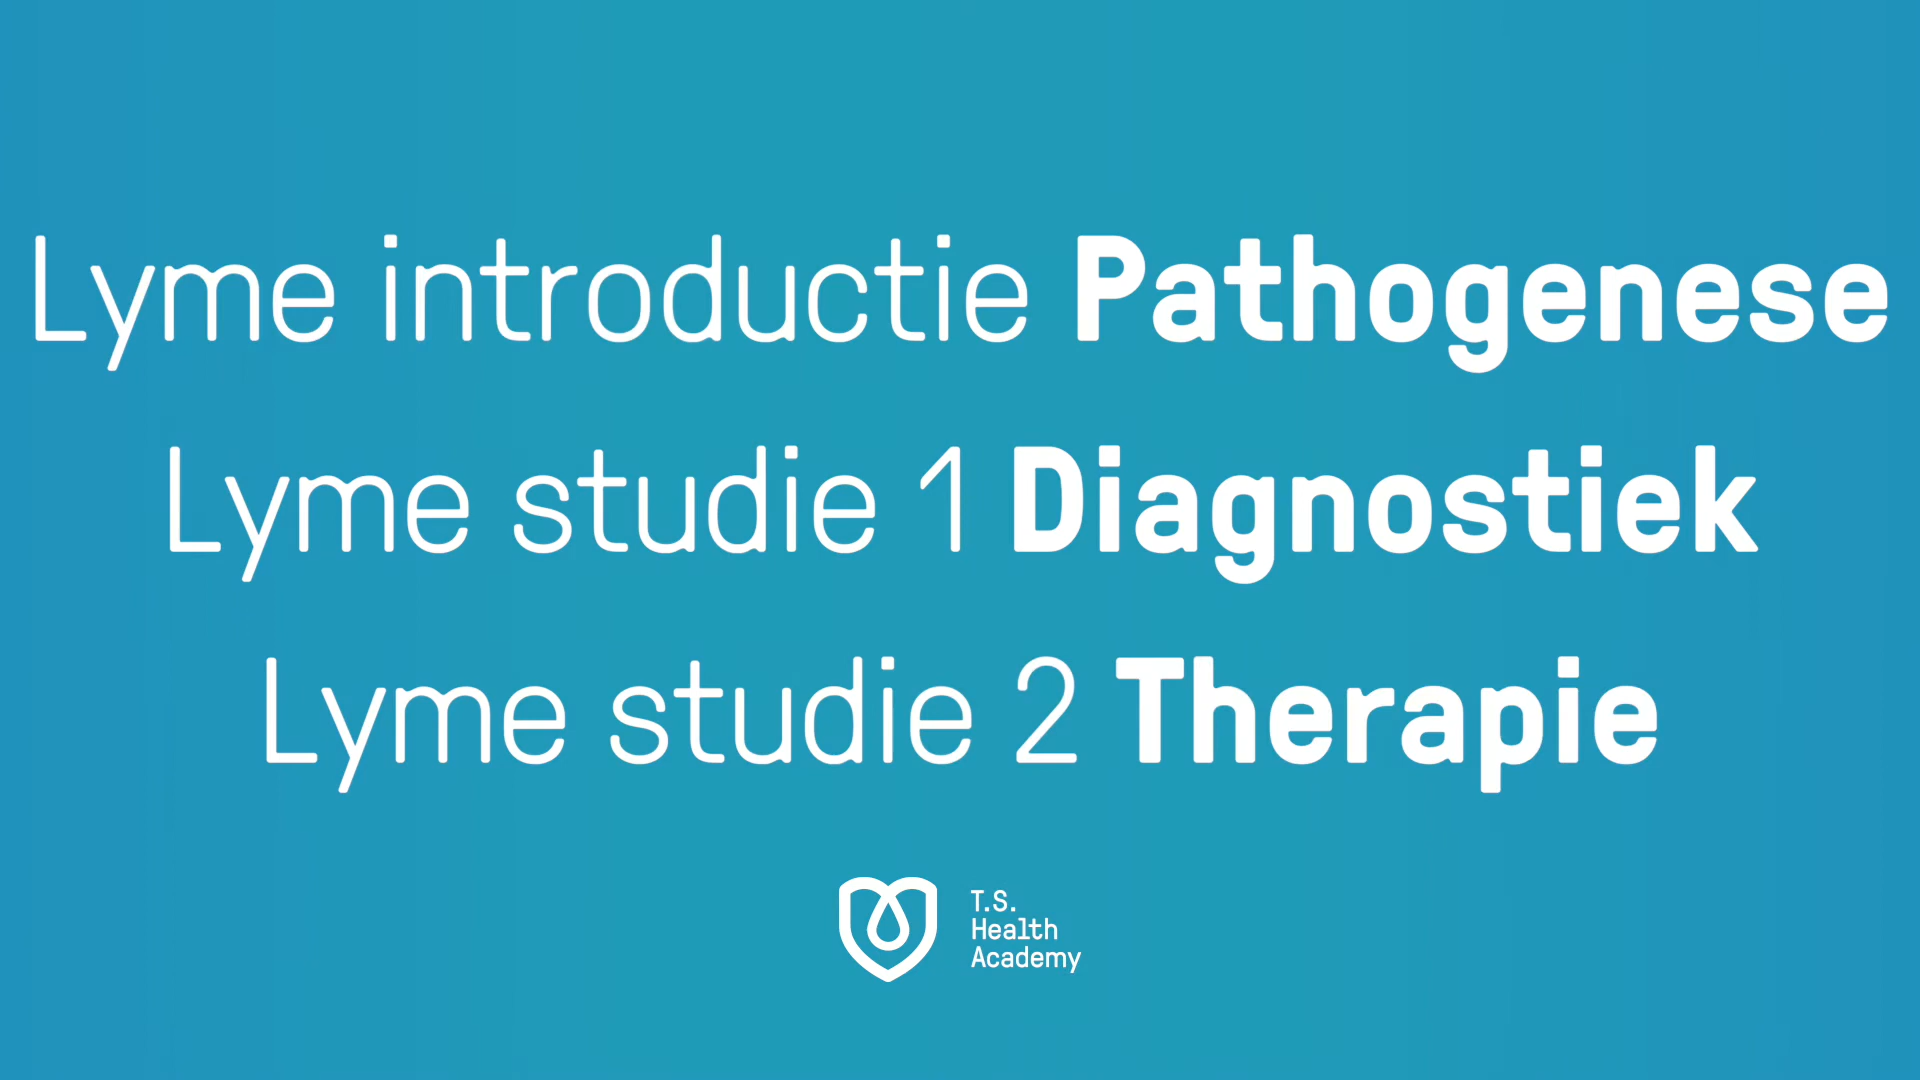 Lyme introductie Pathogenese
Lyme studie 1 Diagnostiek
Lyme studie 2 Therapie
T.S.
Health
Academy